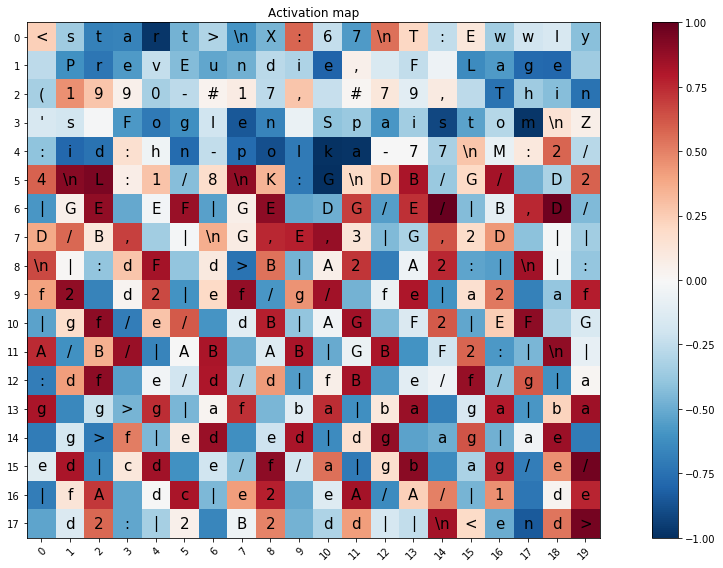 Activation map
0 < s t a r t > \n X : 6 7 \n T : E w w l y
1 P r e v E u n d i e , F L a g e
2 ( 1 9 9 0 - # 1 7 , # 7 9 , T h i n
3 ' s F o g l e n S p a i s t o m \n Z
4 : i d : h n - p o l k a - 7 7 \n M : 2 /
5 4 \n L : 1 / 8 \n K : G \n D B / G / D 2
6 | G E E F | G E D G / E / | B , D /
7 D / B , | \n G , E , 3 | G , 2 D | |
8 \n | : d F d > B | A 2 A 2 : | \n | :
9 f 2 d 2 | e f / g / f e | a 2 a f
10 | g f / e / d B | A G F 2 | E F G
11 A / B / | A B A B | G B F 2 : | \n |
12 : d f e / d / d | f B e / f / g | a
13 g g > g | a f b a | b a g a | b a
14 g > f | e d e d | d g a g | a e
15 e d | c d e / f / a | g b a g / e /
16 | f A d c | e 2 e A / A / | 1 d e
17 d 2 : | 2 B 2 d d | | \n < e n d >
0 1 2 3 4 5 6 7 8 9 10 11 12 13 14 15 16 17 18 19
1.00
0.75
0.50
0.25
0.00
−0.25
−0.50
−0.75
−1.00